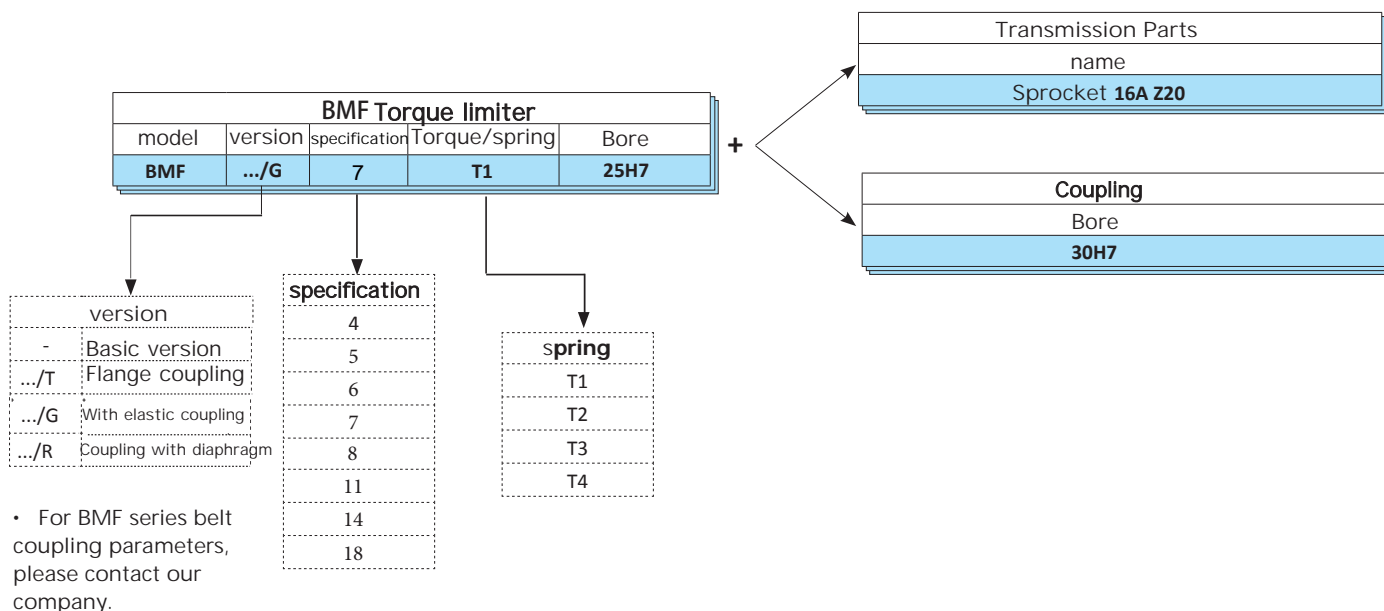 Transmission Parts
name
Sprocket 16A Z20
BMF Torque limiter
model version specification Torque/spring Bore
BMF .../G 7 T1 25H7
+
Coupling
Bore
30H7
version
- Basic version
.../T Flange coupling
.../G With elastic coupling
.../R Coupling with diaphragm
specification
4
5
6
7
8
11
14
18
spring
T1
T2
T3
T4
• For BMF series belt
coupling parameters,
please contact our
company.